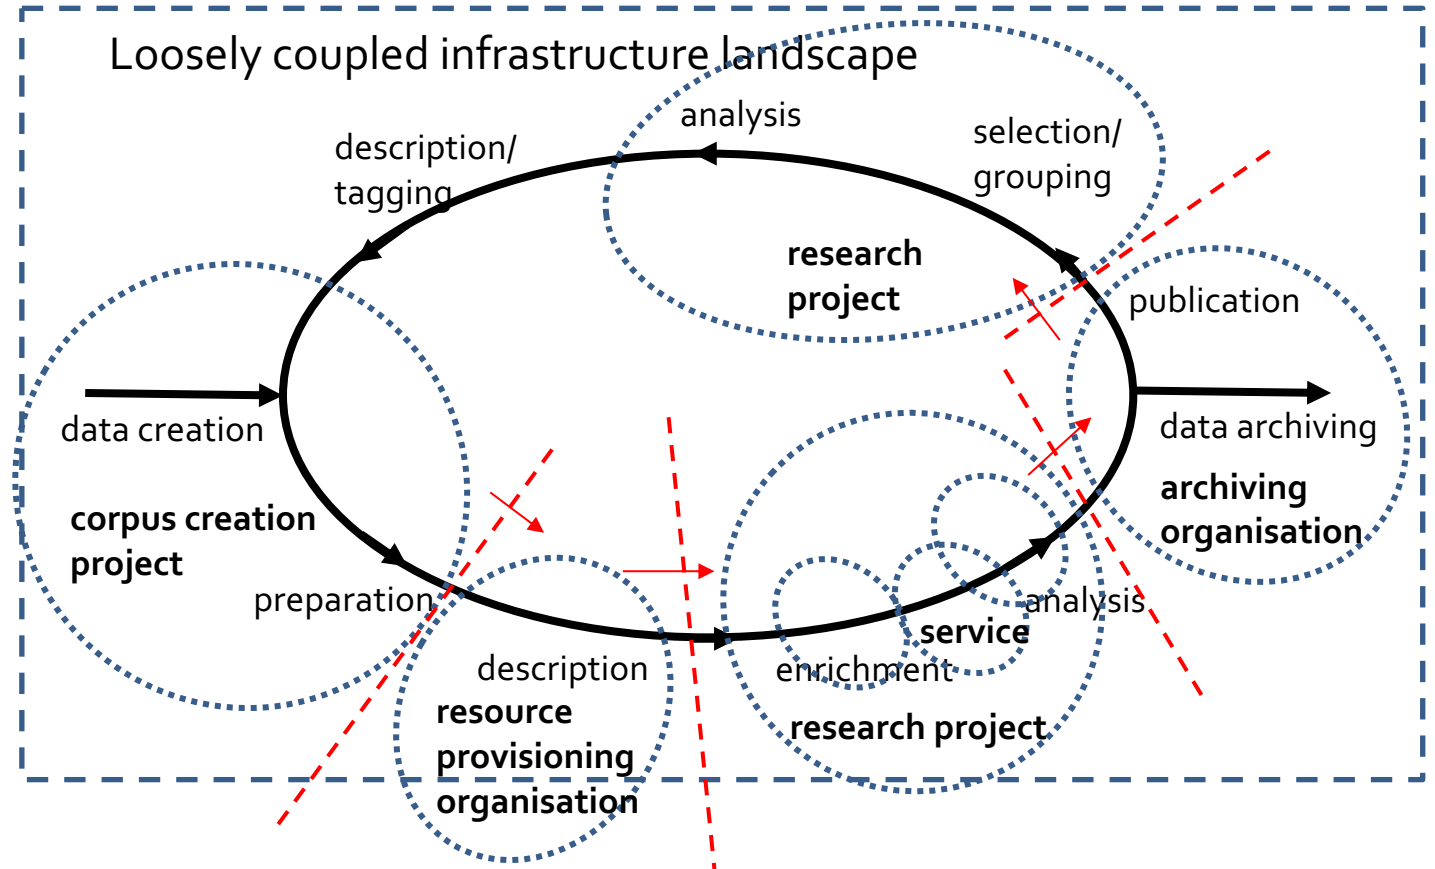 Loosely coupled infrastructure landscape
analysis
selection/
grouping
description/
tagging
research
project
publication
data creation
data archiving
corpus creation
project
archiving
organisation
preparation
analysis
service
description
enrichment
resource
provisioning
organisation
research project